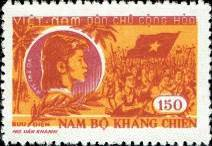 VIỆT-NAM DÂN CHỦ CỘNG HÒA
150
BƯU ĐIỆN
NAM BỘ KHÁNG CHIẾN